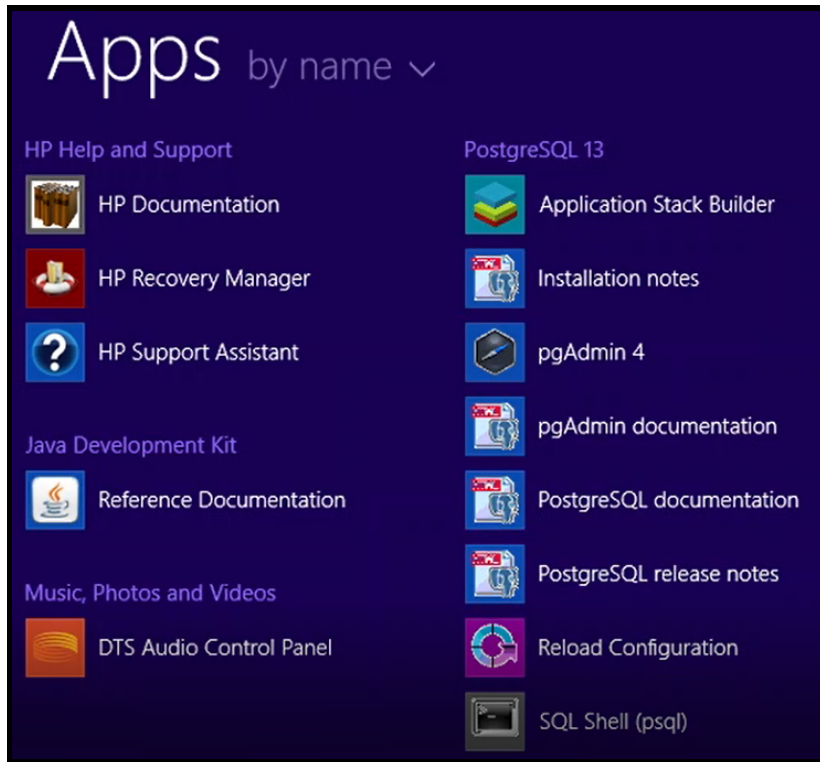 Apps by name
HP Help and Support
HP Documentation
HP Recovery Manager
HP Support Assistant
Java Development Kit
Reference Documentation
Music, Photos and Videos
DTS Audio Control Panel
PostgreSQL 13
Application Stack Builder
Installation notes
pgAdmin 4
pgAdmin documentation
PostgreSQL documentation
PostgreSQL release notes
Reload Configuration
SQL Shell (psql)